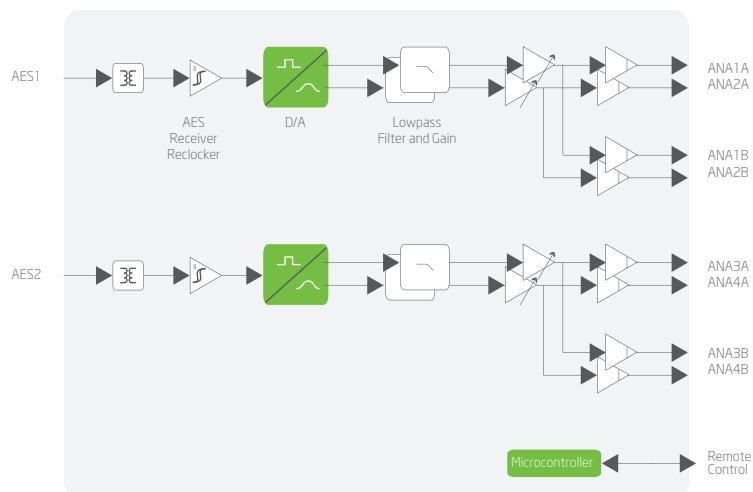 AES1
AES
Receiver
Reclocker
D/A
Lowpass
Filter and Gain
ANA1A
ANA2A
ANA1B
ANA2B
AES2
ANA3A
ANA4A
ANA3B
ANA4B
Microcontroller
Remote
Control